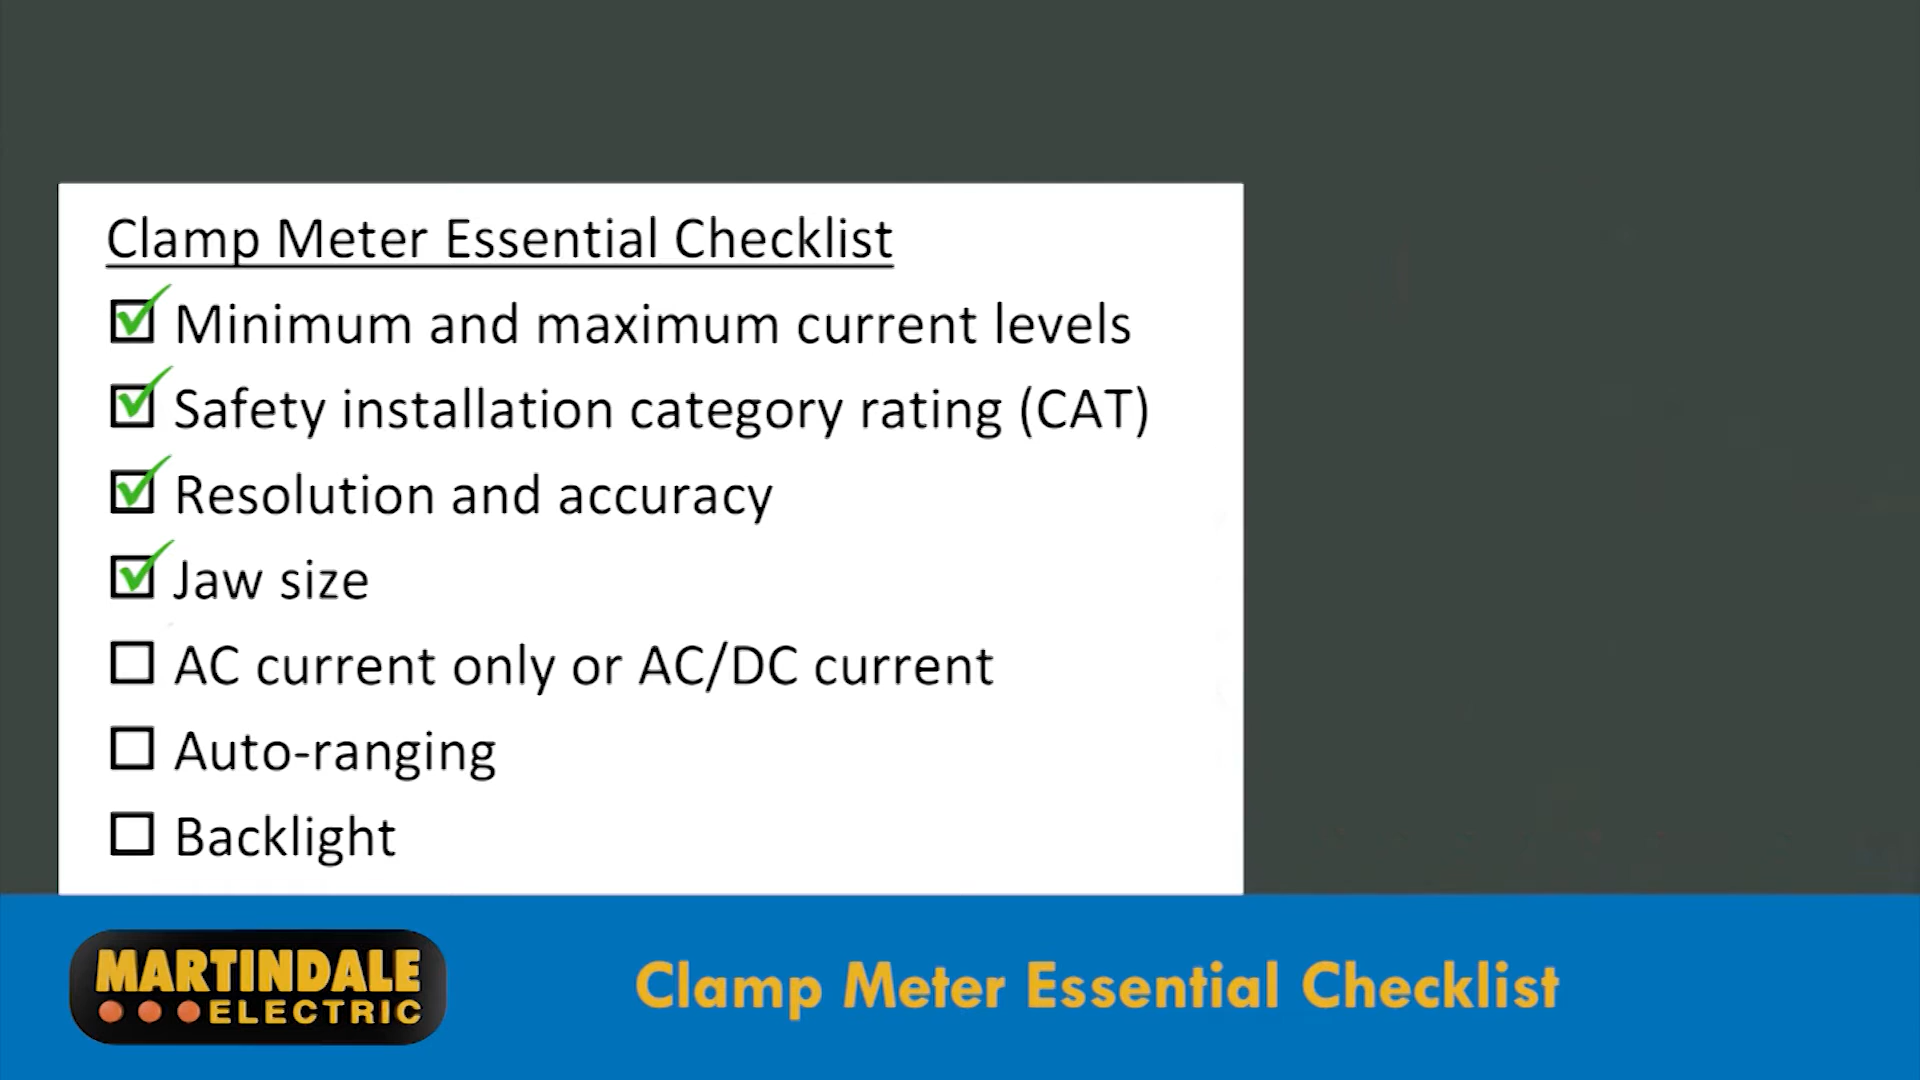 Clamp Meter Essential Checklist
Minimum and maximum current levels
Safety installation category rating (CAT)
Resolution and accuracy
Jaw size
AC current only or AC/DC current
Auto-ranging
Backlight
MARTINDALE
ELECTRIC
Clamp Meter Essential Checklist